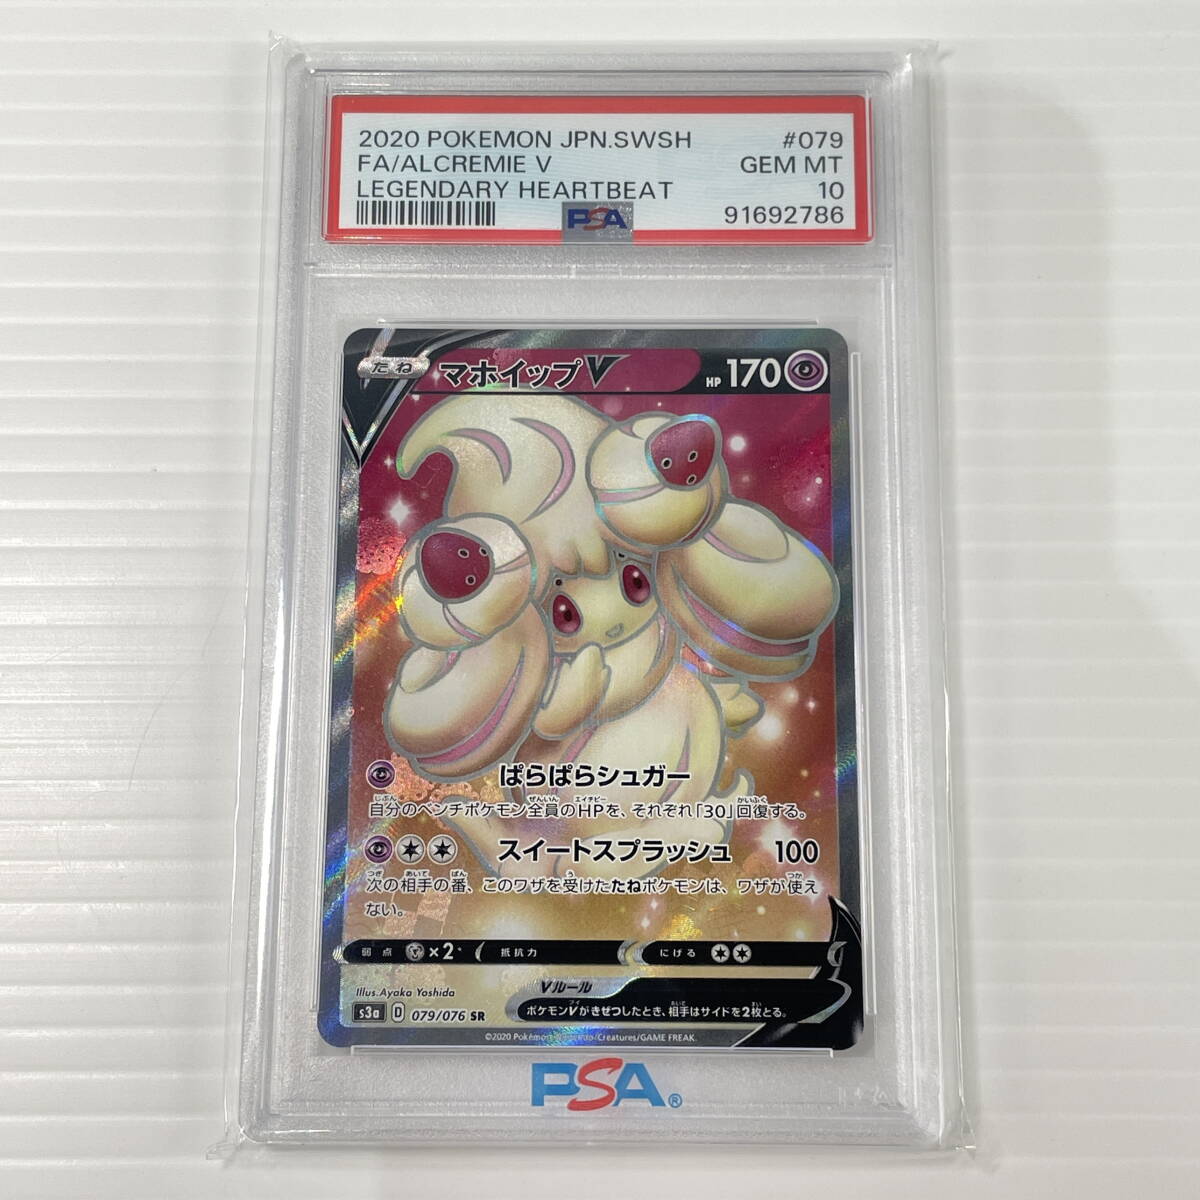 2020 POKEMON JPN.SWSH #079
FA/ALCREMIE V GEM MT
LEGENDARY HEARTBEAT 10
PSA 91692786
たね マホイップV HP 170
ぱらぱらシュガー
自分のベンチポケモン全員のHPを、それぞれ「30」回復する。
スイートスプラッシュ 100
次の相手の番、このワザを受けたたねポケモンは、ワザが使え
ない。
弱点 ×2 抵抗力 にげる
Illus. Ayaka Yoshida
Vルール
ポケモンVがきぜつしたとき、相手はサイドを2枚とる。
s3a D 079/076 SR
©2020 Pokémon/Nintendo/Creatures/GAME FREAK.
PSA®